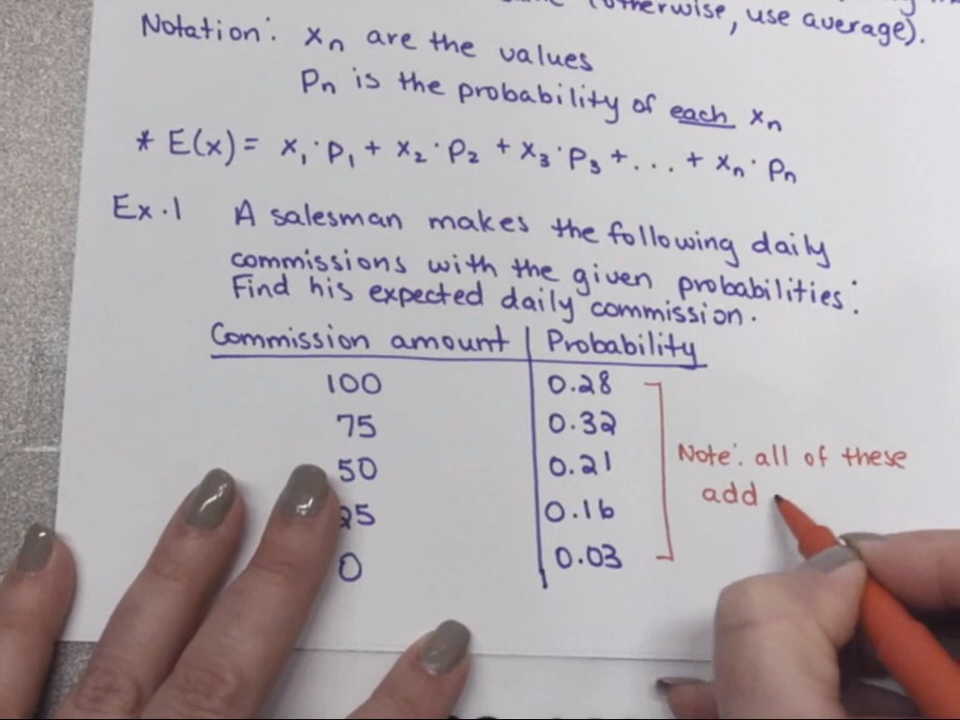 (otherwise, use average).
Notation: xn are the values
Pn is the probability of each xn
* E(x) = x₁·p₁ + x₂·p₂ + x₃·p₃ + ... + xn·pn
Ex.1 A salesman makes the following daily
commissions with the given probabilities:
Find his expected daily commission.
Commission amount | Probability
100 0.28
75 0.32
50 0.21
25 0.16
0 0.03
Note: all of these
add